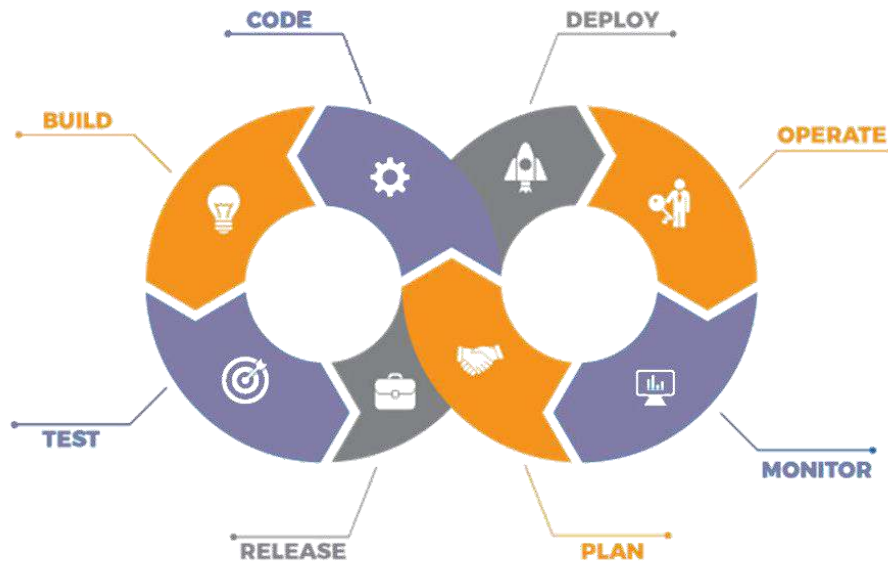 CODE
DEPLOY
BUILD
OPERATE
TEST
MONITOR
RELEASE
PLAN